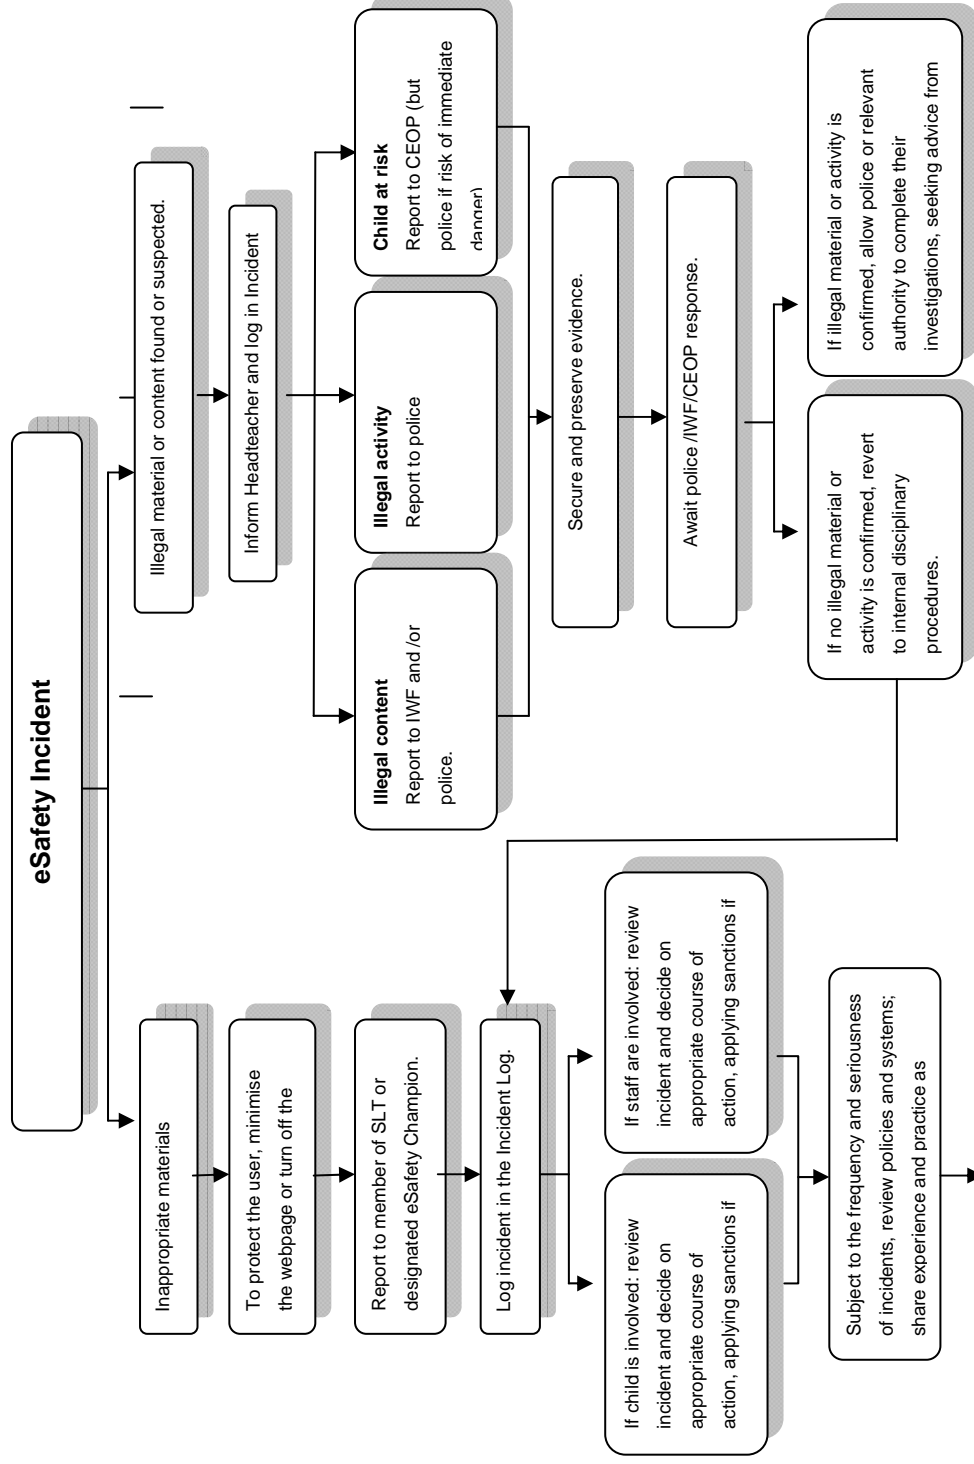 eSafety Incident
Inappropriate materials
To protect the user, minimise
the webpage or turn off the
Report to member of SLT or
designated eSafety Champion.
Log incident in the Incident Log.
If child is involved: review
incident and decide on
appropriate course of
action, applying sanctions if
If staff are involved: review
incident and decide on
appropriate course of
action, applying sanctions if
Subject to the frequency and seriousness
of incidents, review policies and systems;
share experience and practice as
Illegal material or content found or suspected.
Inform Headteacher and log in Incident
Illegal content
Report to IWF and /or
police.
Illegal activity
Report to police
Child at risk
Report to CEOP (but
police if risk of immediate
danger)
Secure and preserve evidence.
Await police /IWF/CEOP response.
If no illegal material or
activity is confirmed, revert
to internal disciplinary
procedures.
If illegal material or activity is
confirmed, allow police or relevant
authority to complete their
investigations, seeking advice from